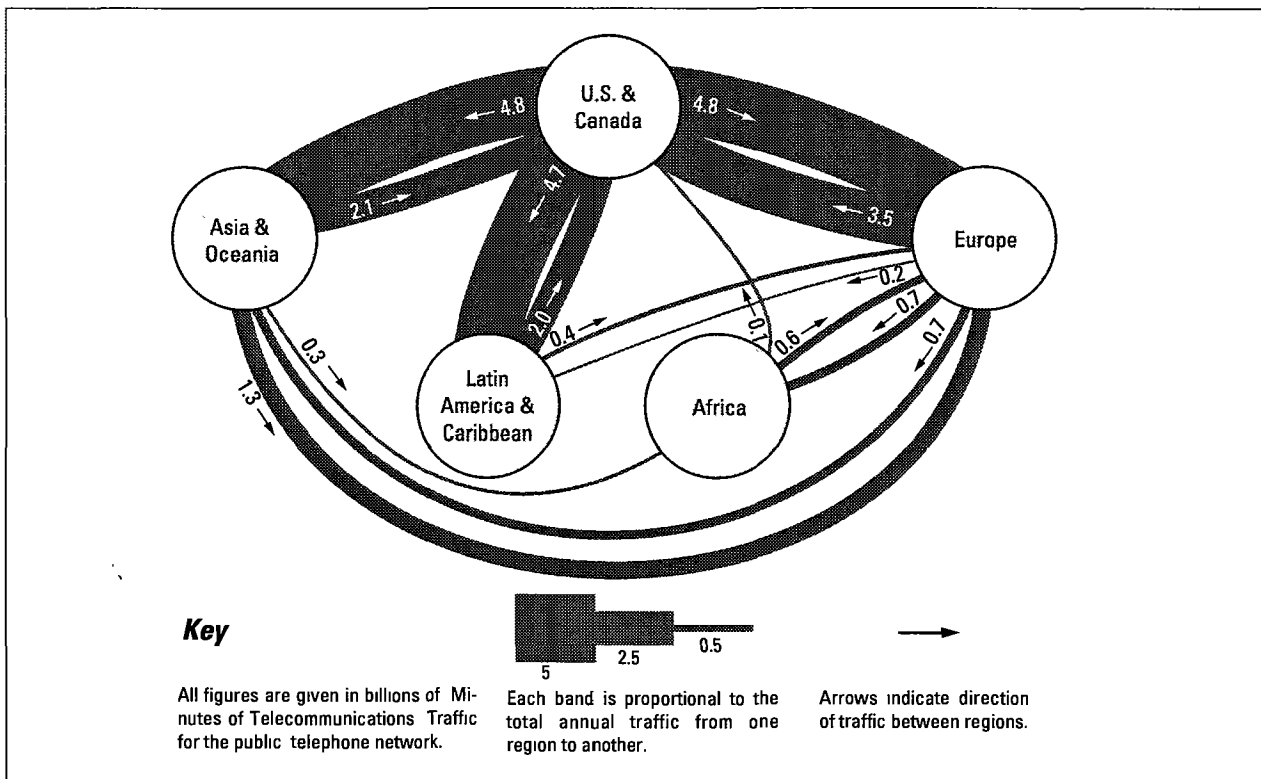 U.S. &
Canada
4.8
4.8
4.7
2.1
3.5
Asia &
Oceania
Europe
2.0
0.2
0.4
0.1
0.6
0.7
0.7
0.3
1.3
Latin
America &
Caribbean
Africa
Key
5
2.5
0.5
All figures are given in billions of Mi-
nutes of Telecommunications Traffic
for the public telephone network.
Each band is proportional to the
total annual traffic from one
region to another.
Arrows indicate direction
of traffic between regions.